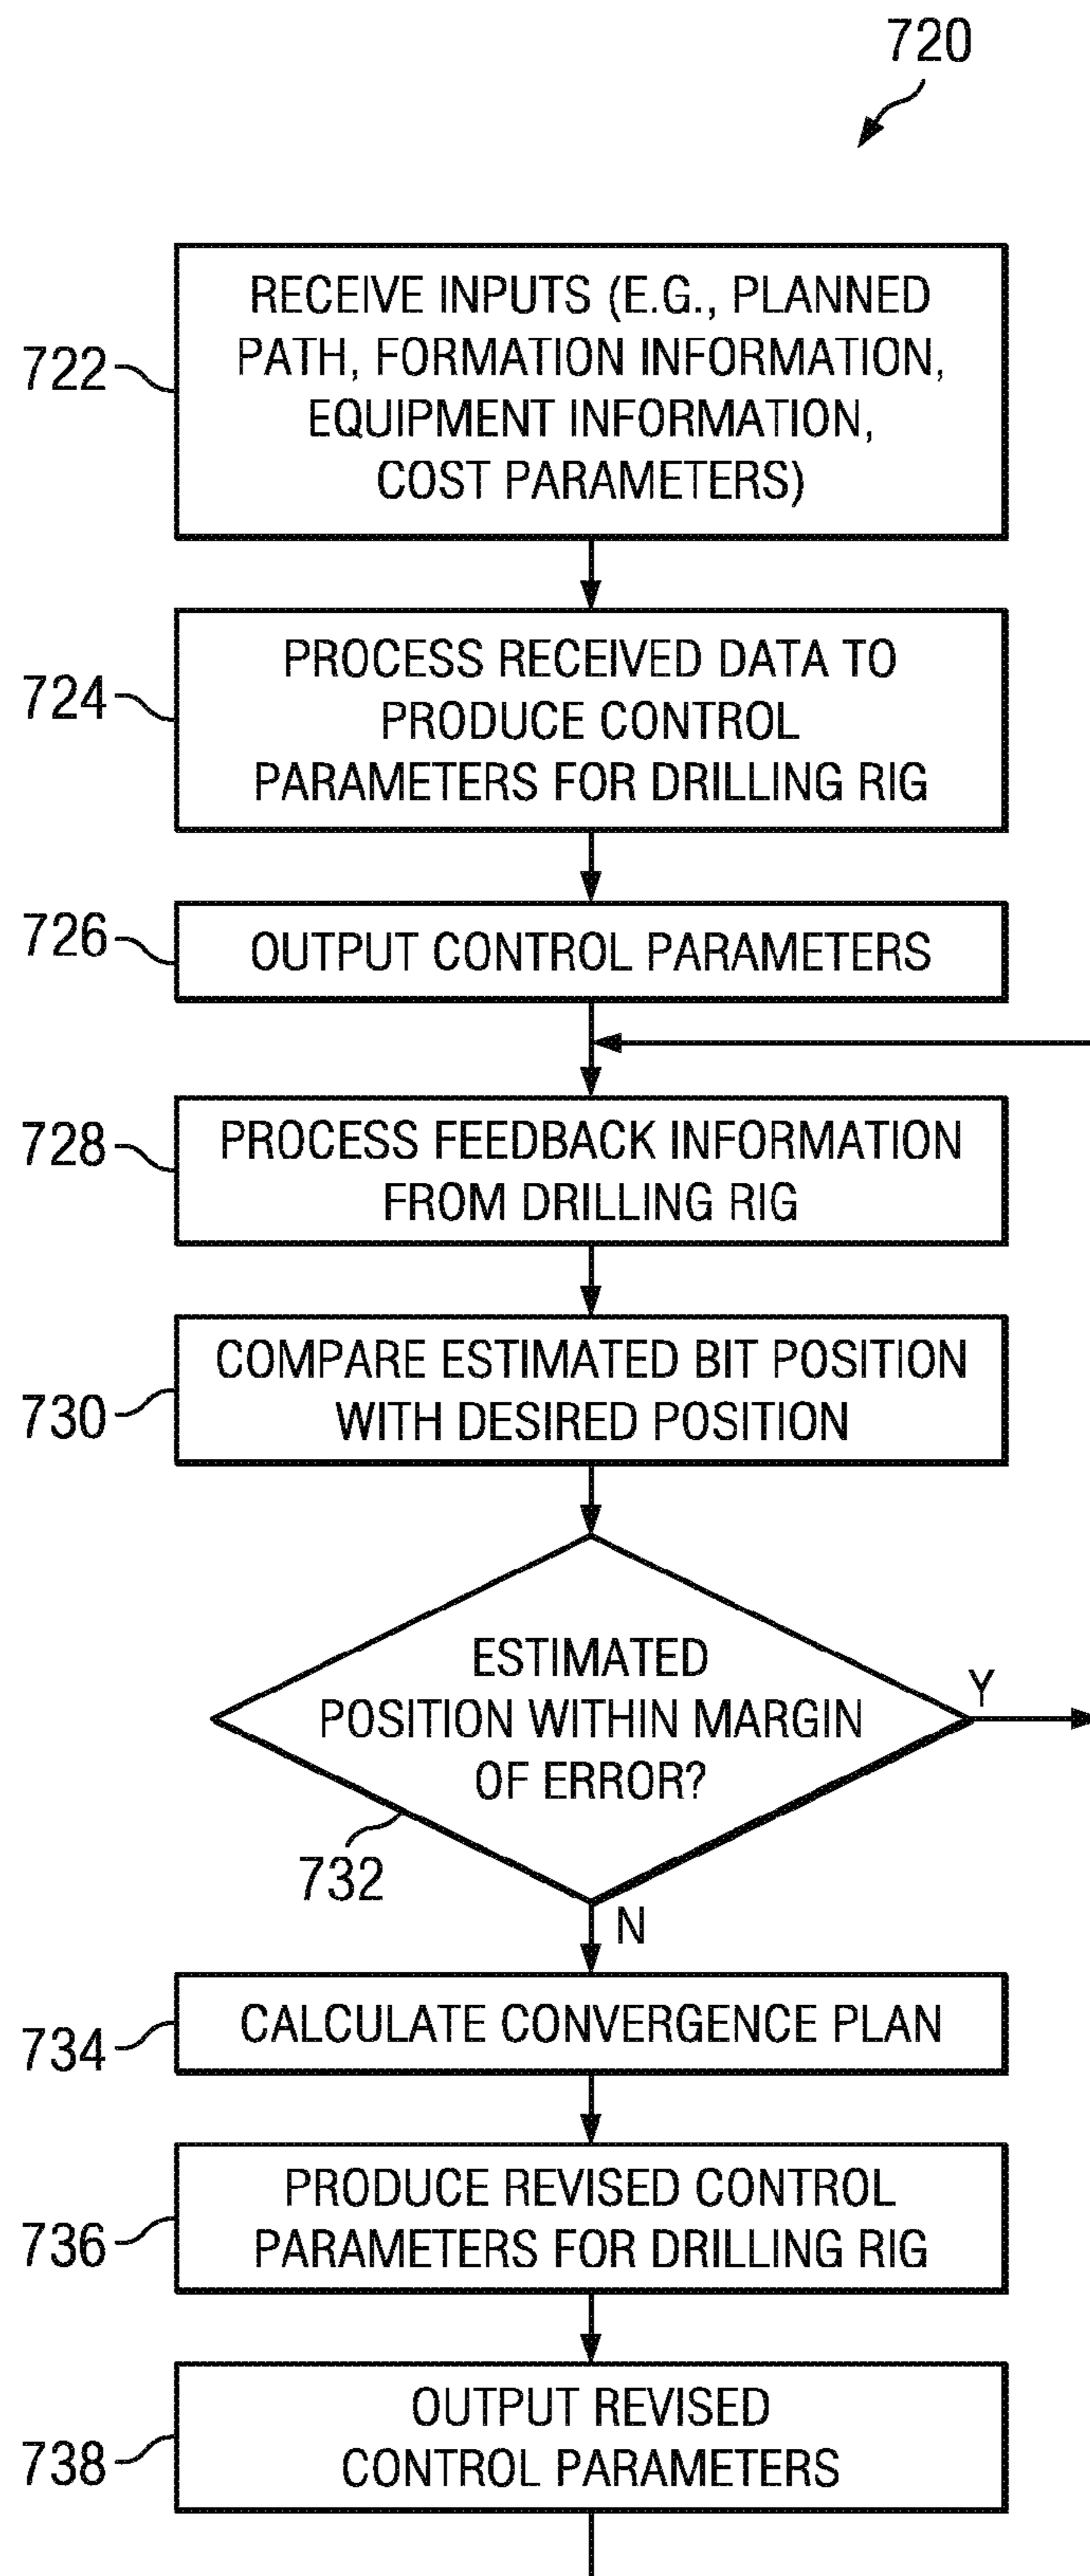 720
722
RECEIVE INPUTS (E.G., PLANNED
PATH, FORMATION INFORMATION,
EQUIPMENT INFORMATION,
COST PARAMETERS)
724
PROCESS RECEIVED DATA TO
PRODUCE CONTROL
PARAMETERS FOR DRILLING RIG
726
OUTPUT CONTROL PARAMETERS
728
PROCESS FEEDBACK INFORMATION
FROM DRILLING RIG
730
COMPARE ESTIMATED BIT POSITION
WITH DESIRED POSITION
ESTIMATED
POSITION WITHIN MARGIN
OF ERROR?
Y
732
N
734
CALCULATE CONVERGENCE PLAN
736
PRODUCE REVISED CONTROL
PARAMETERS FOR DRILLING RIG
738
OUTPUT REVISED
CONTROL PARAMETERS